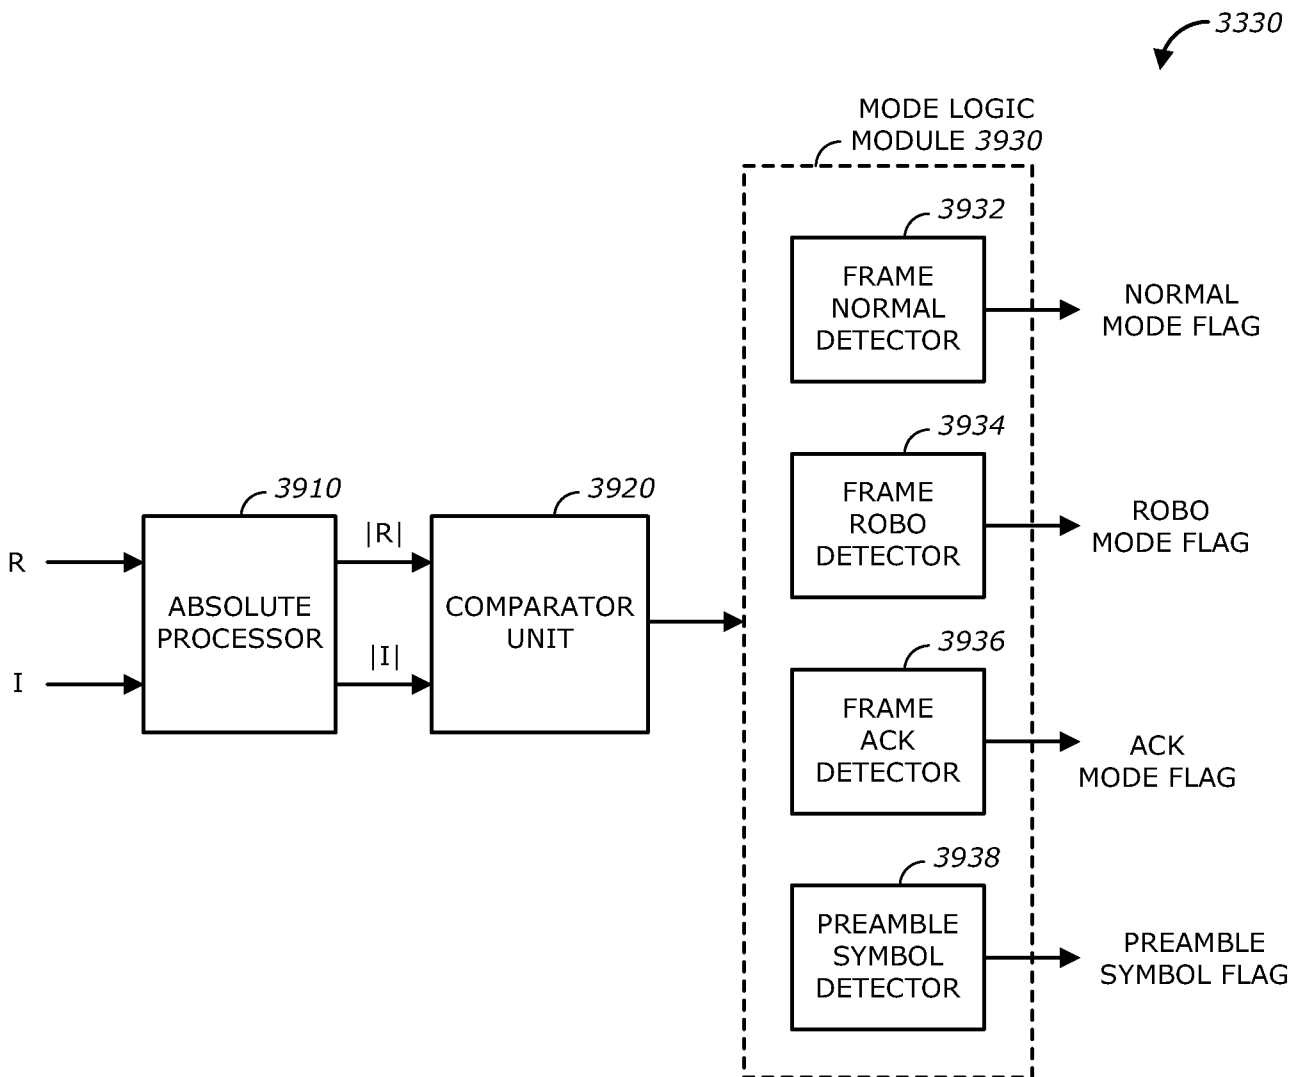 3330
MODE LOGIC
MODULE 3930
3932
FRAME
NORMAL
DETECTOR
NORMAL
MODE FLAG
3934
FRAME
ROBO
DETECTOR
ROBO
MODE FLAG
3910
3920
R
|R|
ABSOLUTE
PROCESSOR
COMPARATOR
UNIT
I
|I|
3936
FRAME
ACK
DETECTOR
ACK
MODE FLAG
3938
PREAMBLE
SYMBOL
DETECTOR
PREAMBLE
SYMBOL FLAG